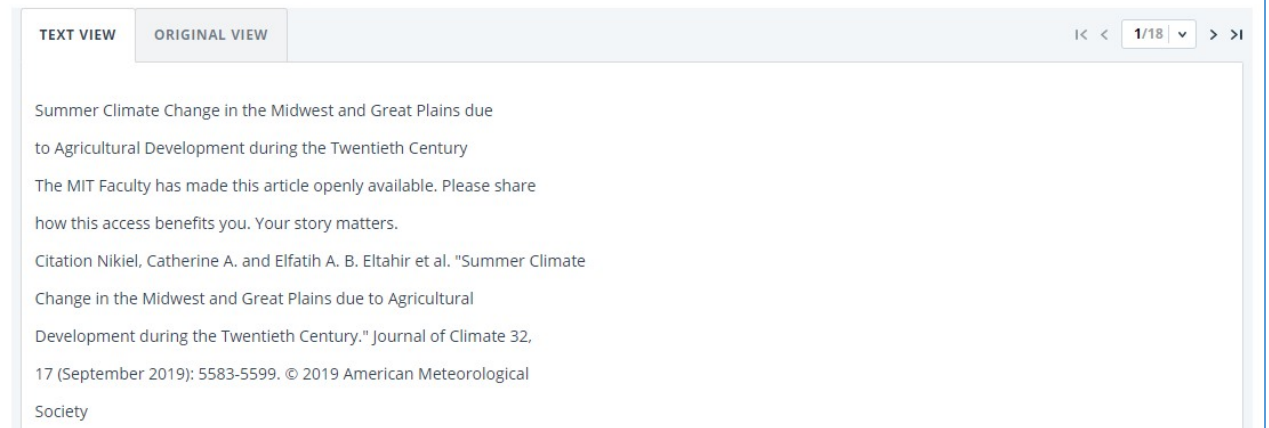 TEXT VIEW
ORIGINAL VIEW
1/18
Summer Climate Change in the Midwest and Great Plains due
to Agricultural Development during the Twentieth Century
The MIT Faculty has made this article openly available. Please share
how this access benefits you. Your story matters.
Citation Nikiel, Catherine A. and Elfatih A. B. Eltahir et al. "Summer Climate
Change in the Midwest and Great Plains due to Agricultural
Development during the Twentieth Century." Journal of Climate 32,
17 (September 2019): 5583-5599. © 2019 American Meteorological
Society